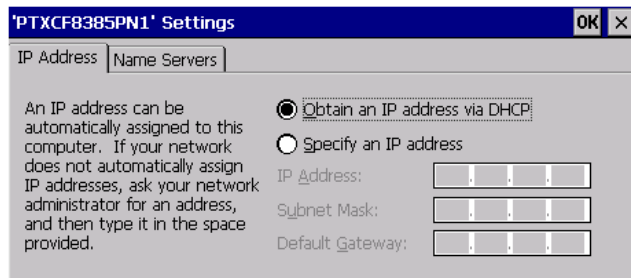 'PTXCF8385PN1' Settings OK ×
IP Address Name Servers
An IP address can be
automatically assigned to this
computer. If your network
does not automatically assign
IP addresses, ask your network
administrator for an address,
and then type it in the space
provided.
Obtain an IP address via DHCP
Specify an IP address
IP Address:
Subnet Mask:
Default Gateway: